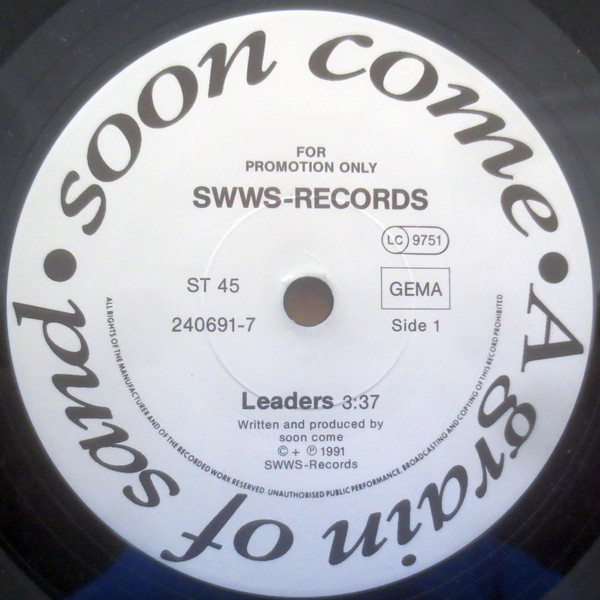 soon come • A grain of sand •
FOR
PROMOTION ONLY
SWWS-RECORDS
LC 9751
ST 45
GEMA
240691-7
Side 1
Leaders 3:37
Written and produced by
soon come
© + ℗ 1991
SWWS-Records
ALL RIGHTS OF THE MANUFACTURER AND OF THE RECORDED WORK RESERVED. UNAUTHORISED PUBLIC PERFORMANCE, BROADCASTING AND COPYING OF THIS RECORD PROHIBITED